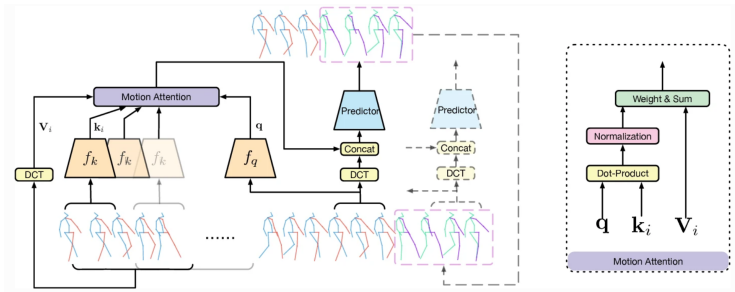 Motion Attention
V_i
k_i
q
Predictor
Predictor
Concat
Concat
f_k
f_k
f_k
f_q
DCT
DCT
DCT
......
Weight & Sum
Normalization
Dot-Product
q
k_i
V_i
Motion Attention